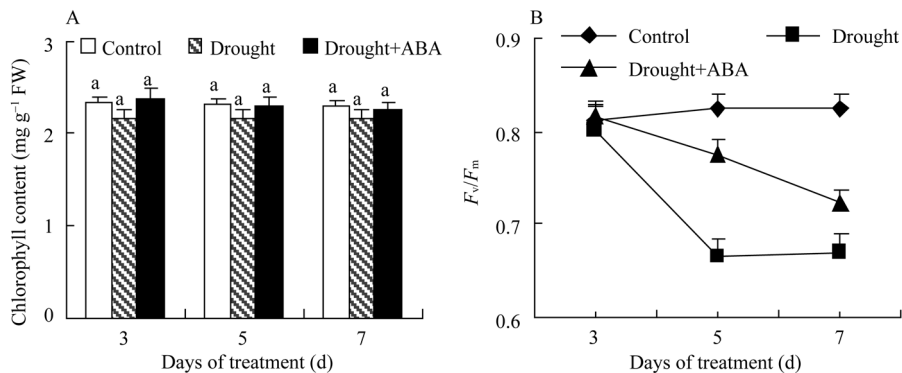 A
Chlorophyll content (mg g⁻¹ FW)
3
2
1
0
Control Drought Drought+ABA
a a a a a a a a a
3 5 7
Days of treatment (d)
B
Fv/Fm
0.9
0.8
0.7
0.6
Control Drought
Drought+ABA
3 5 7
Days of treatment (d)